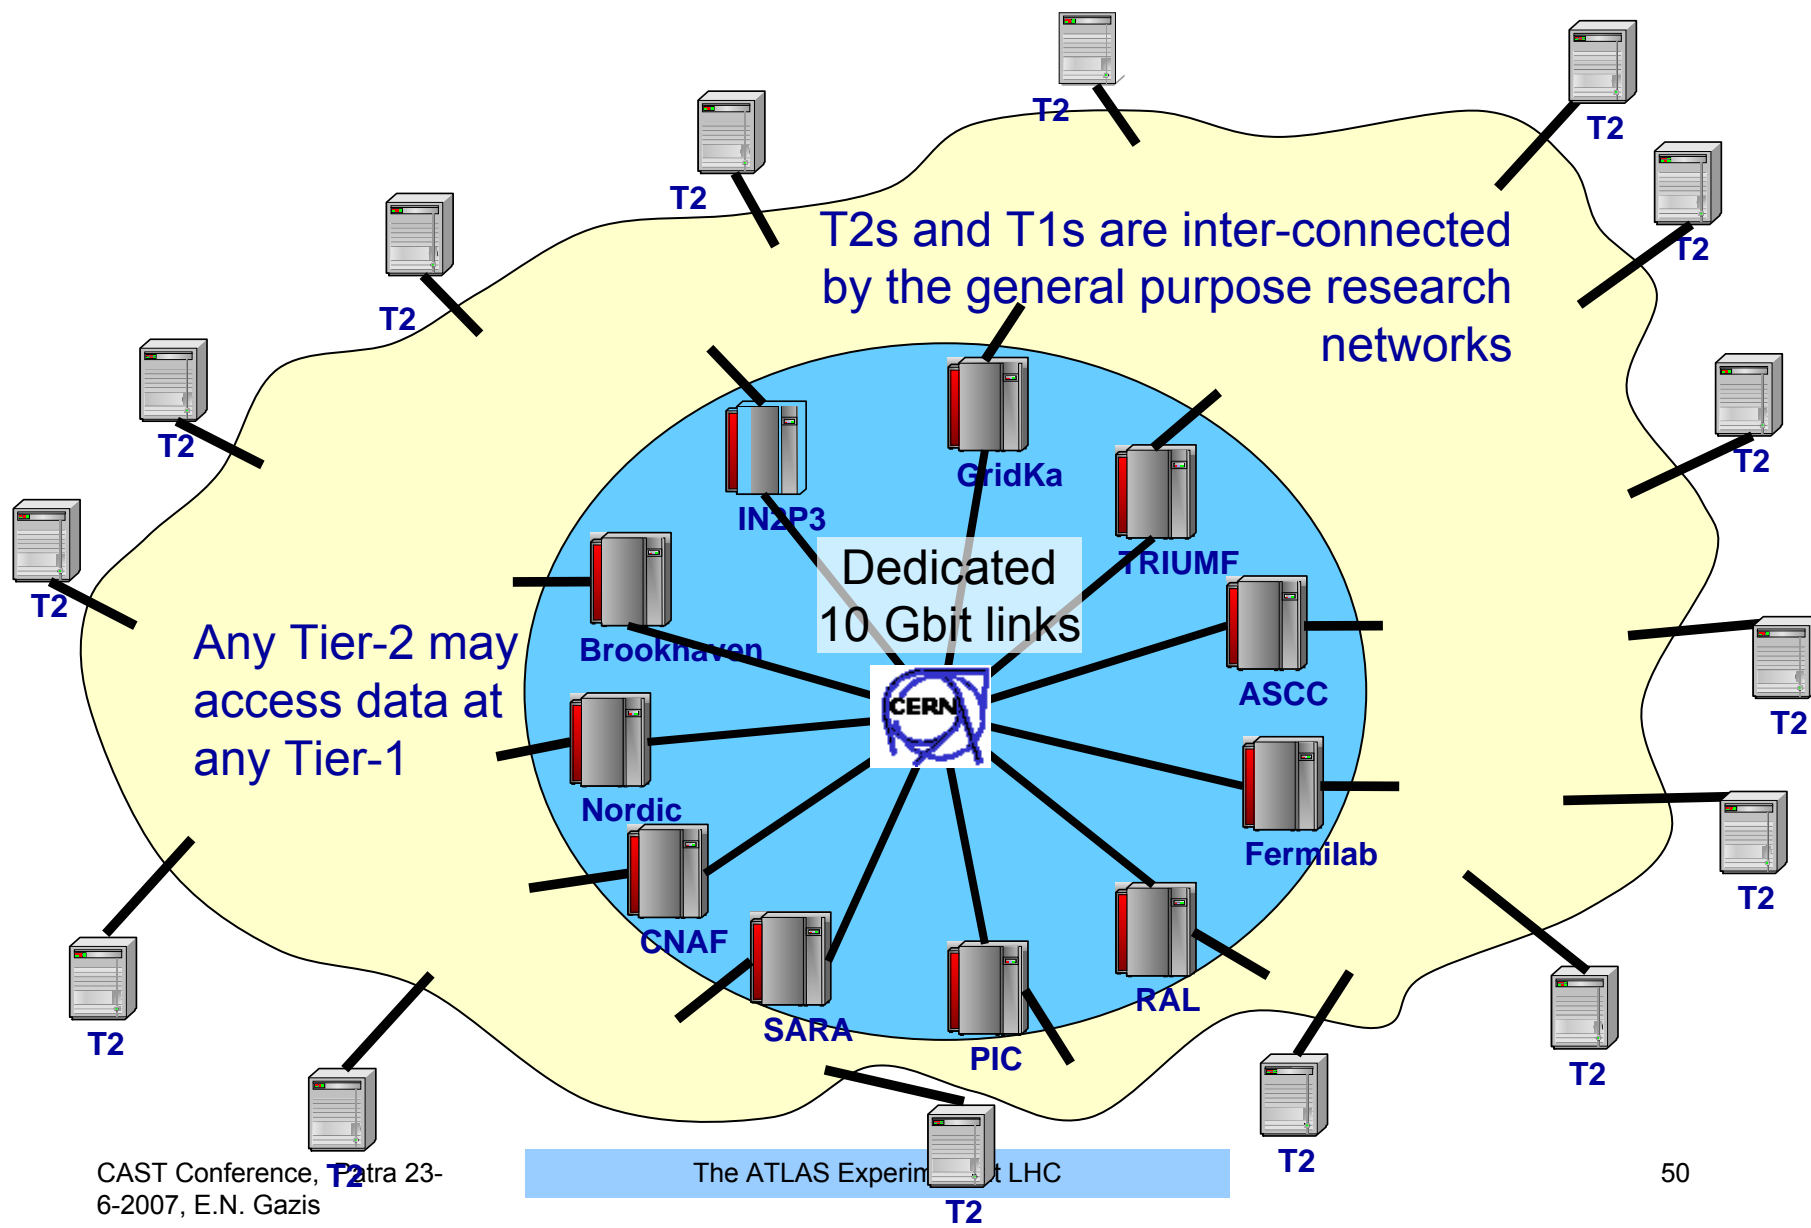 T2
T2
T2
T2
T2
T2s and T1s are inter-connected
by the general purpose research
networks
T2
T2
T2
GridKa
IN2P3
TRIUMF
Dedicated
10 Gbit links
T2
Any Tier-2 may
access data at
any Tier-1
Brookhaven
ASCC
CERN
T2
Nordic
Fermilab
T2
CNAF
SARA
RAL
PIC
T2
T2
T2
T2
CAST Conference, Patra 23-
6-2007, E.N. Gazis
T2
The ATLAS Experiment at LHC
T2
50